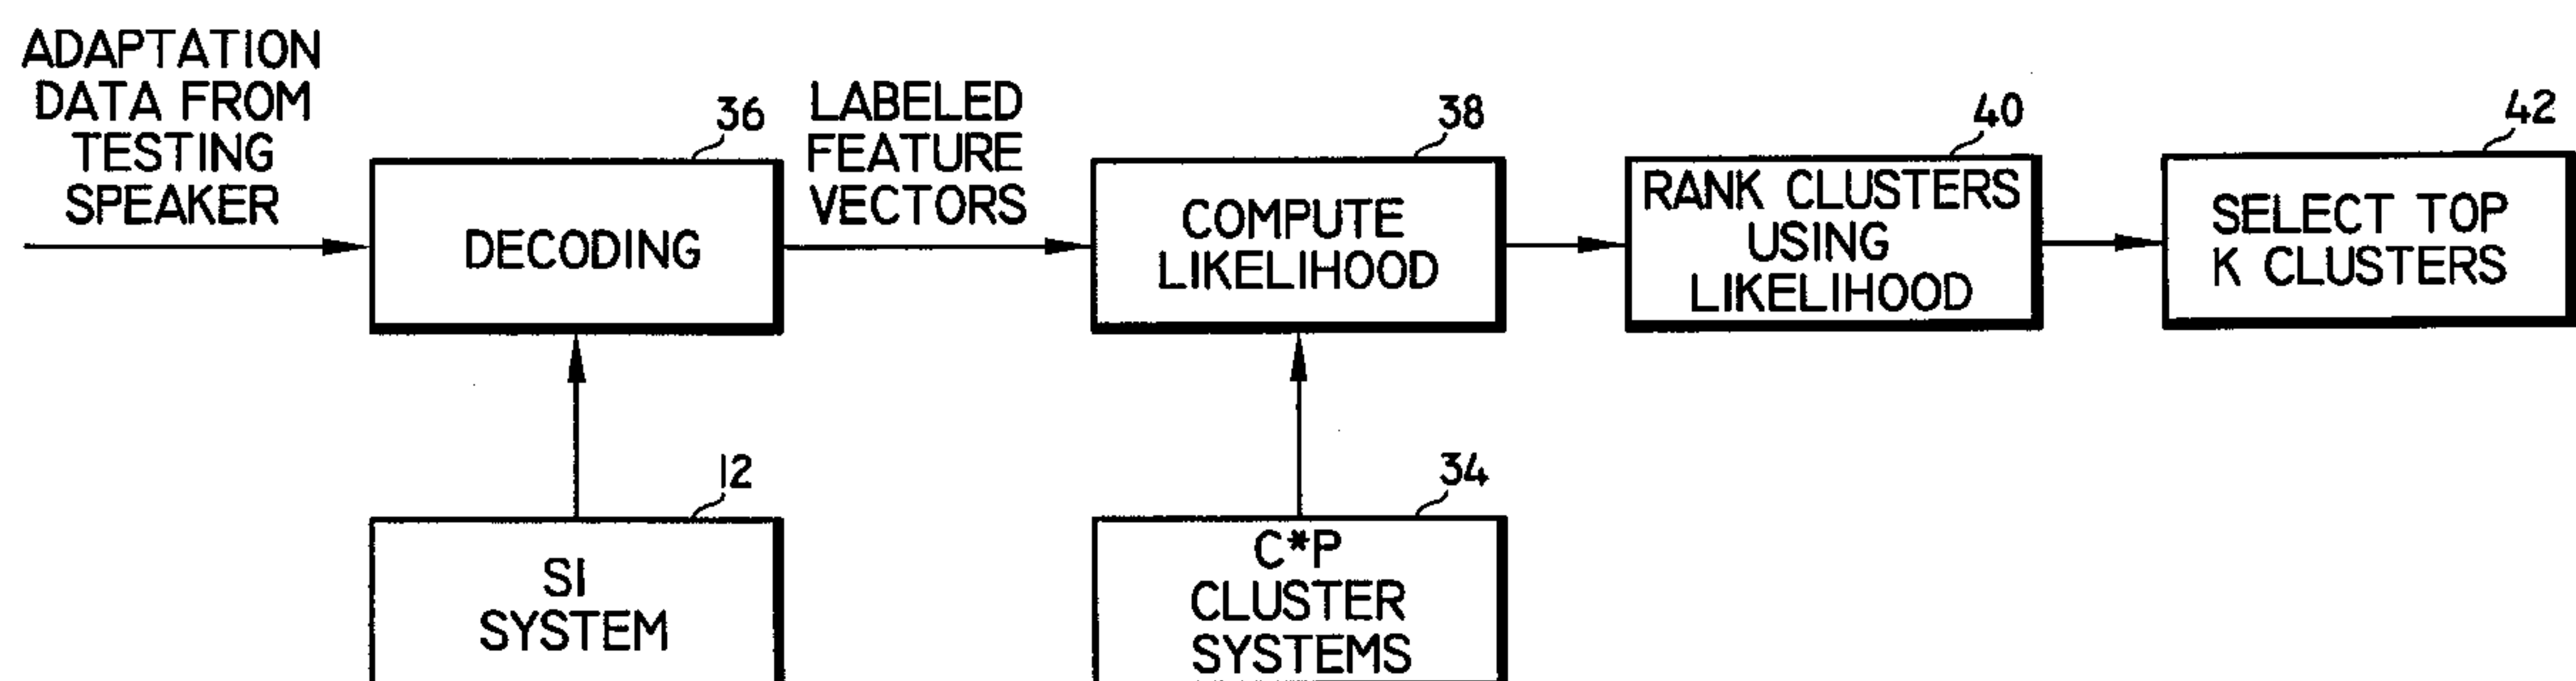 ADAPTATION
DATA FROM
TESTING
SPEAKER
36
DECODING
LABELED
FEATURE
VECTORS
38
COMPUTE
LIKELIHOOD
40
RANK CLUSTERS
USING
LIKELIHOOD
42
SELECT TOP
K CLUSTERS
12
SI
SYSTEM
34
C*P
CLUSTER
SYSTEMS